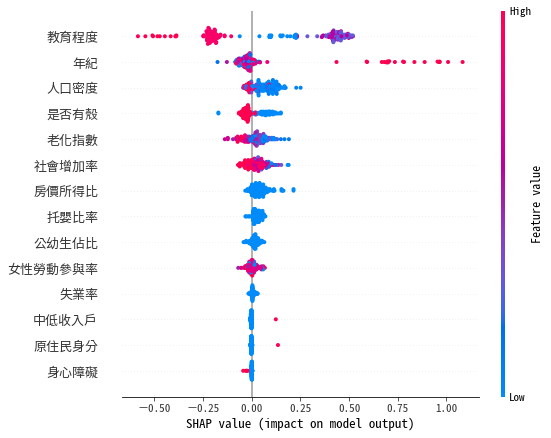 High
教育程度
年紀
人口密度
是否有殼
老化指數
社會增加率
房價所得比
托嬰比率
公幼生佔比
女性勞動參與率
失業率
中低收入戶
原住民身分
身心障礙
Feature value
Low
−0.50 −0.25 0.00 0.25 0.50 0.75 1.00
SHAP value (impact on model output)